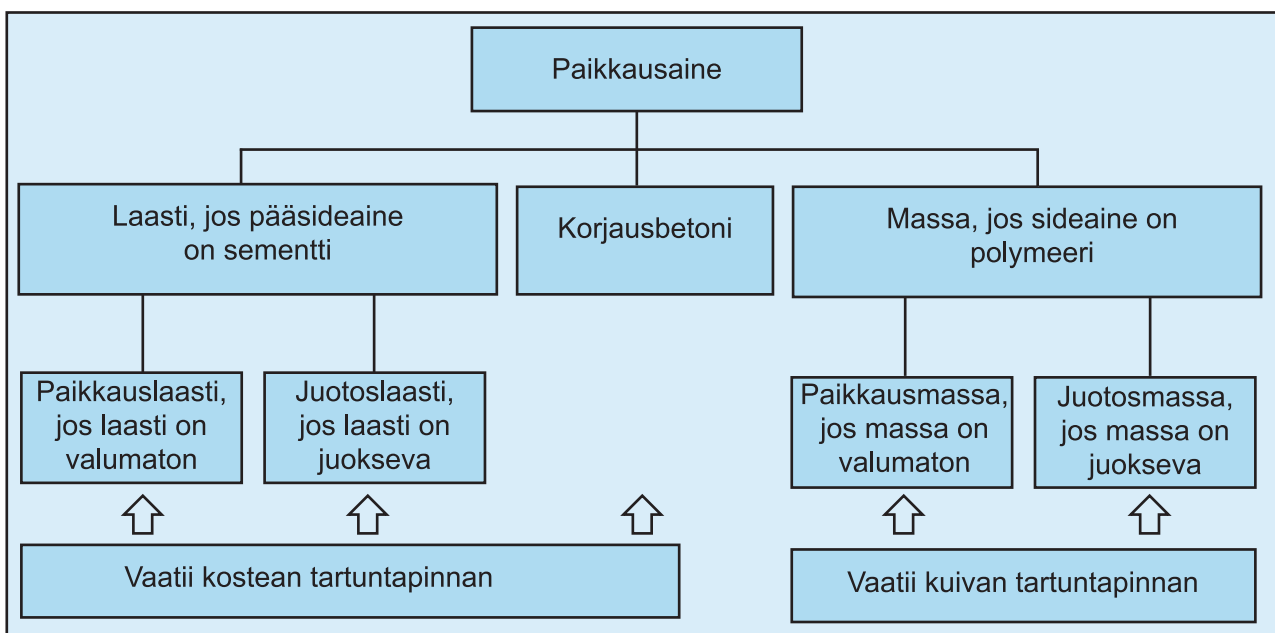 Paikkausaine
Laasti, jos pääsideaine
on sementti
Korjausbetoni
Massa, jos sideaine on
polymeeri
Paikkauslaasti,
jos laasti on
valumaton
Juotoslaasti,
jos laasti on
juokseva
Paikkausmassa,
jos massa on
valumaton
Juotosmassa,
jos massa on
juokseva
Vaatii kostean tartuntapinnan
Vaatii kuivan tartuntapinnan